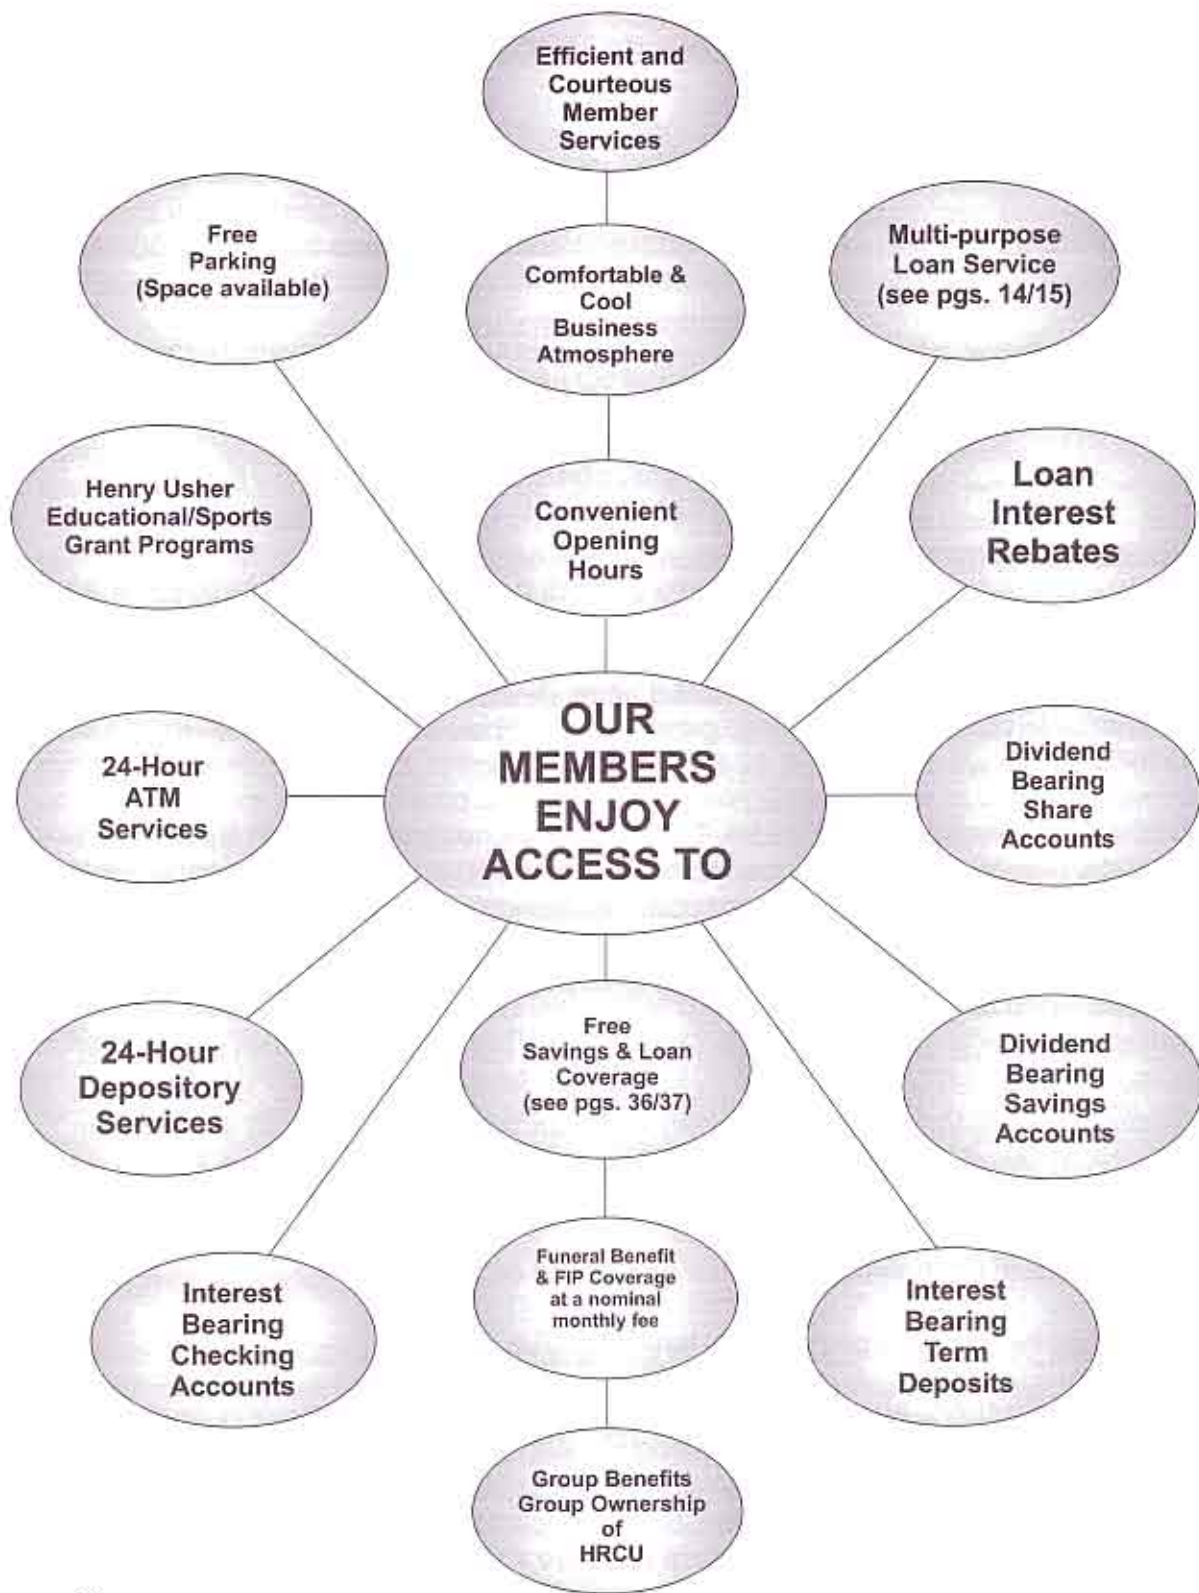 Efficient and
Courteous
Member
Services
Free
Parking
(Space available)
Comfortable &
Cool
Business
Atmosphere
Multi-purpose
Loan Service
(see pgs. 14/15)
Henry Usher
Educational/Sports
Grant Programs
Convenient
Opening
Hours
Loan
Interest
Rebates
OUR
MEMBERS
ENJOY
ACCESS TO
24-Hour
ATM
Services
Dividend
Bearing
Share
Accounts
24-Hour
Depository
Services
Free
Savings & Loan
Coverage
(see pgs. 36/37)
Dividend
Bearing
Savings
Accounts
Interest
Bearing
Checking
Accounts
Funeral Benefit
& FIP Coverage
at a nominal
monthly fee
Interest
Bearing
Term
Deposits
Group Benefits
Group Ownership
of
HRCU